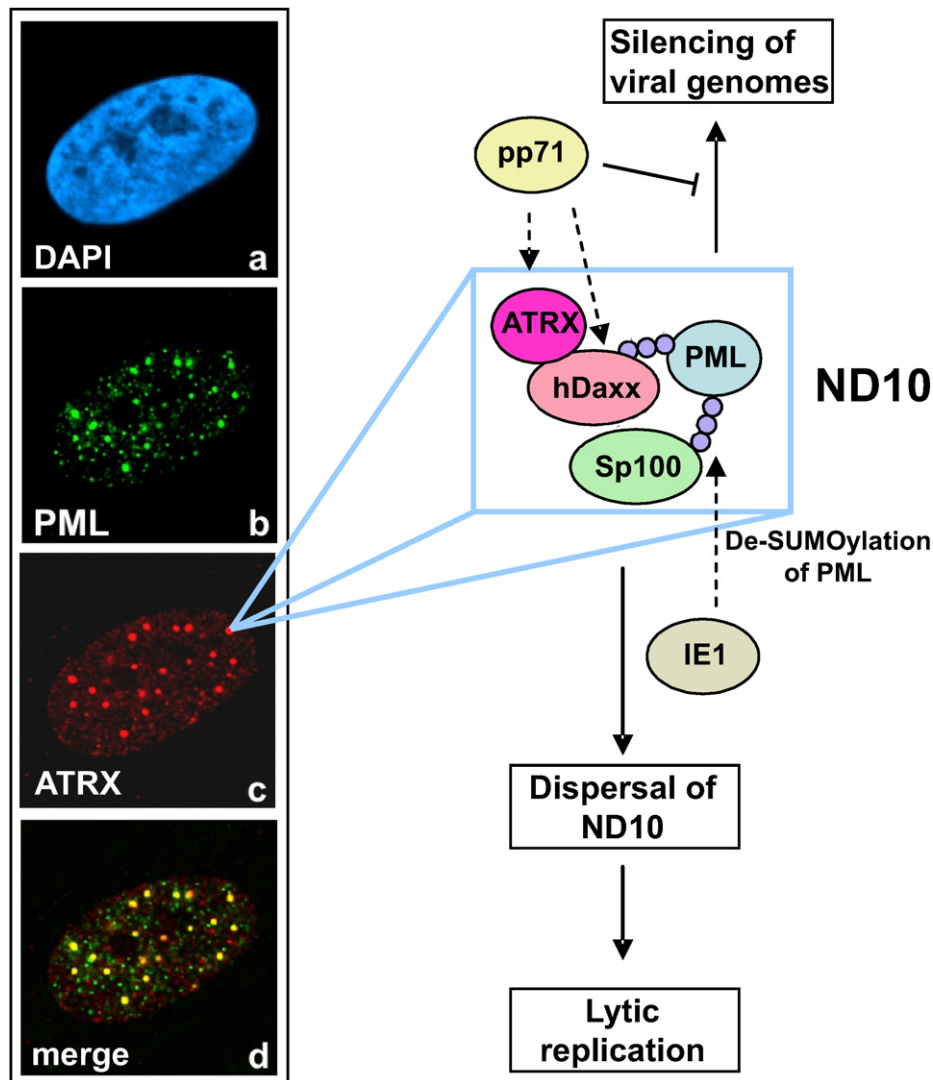 DAPI
a
PML
b
ATRX
c
merge
d
Silencing of
viral genomes
pp71
ATRX
hDaxx
PML
Sp100
ND10
De-SUMOylation
of PML
IE1
Dispersal of
ND10
Lytic
replication